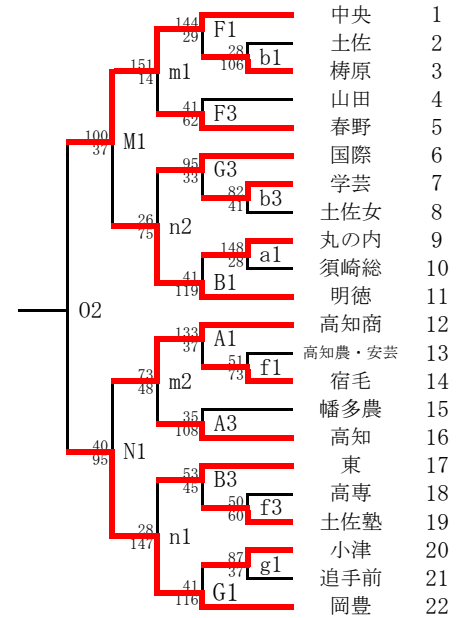 144 中央 1
29 F1
28 土佐 2
151 106 b1 梼原 3
14 m1
41 山田 4
62 F3 春野 5
100 M1
37
95 国際 6
33 G3
82 学芸 7
41 b3 土佐女 8
26 n2
75
148 丸の内 9
28 a1 須崎総 10
41
119 B1 明徳 11
O2
133 高知商 12
37 A1
51 高知農・安芸 13
73 f1 宿毛 14
73 m2
48
35 幡多農 15
108 A3 高知 16
40 N1
95
53 東 17
45 B3
50 高専 18
60 f3 土佐塾 19
28 n1
147
87 小津 20
37 g1 追手前 21
41
116 G1 岡豊 22